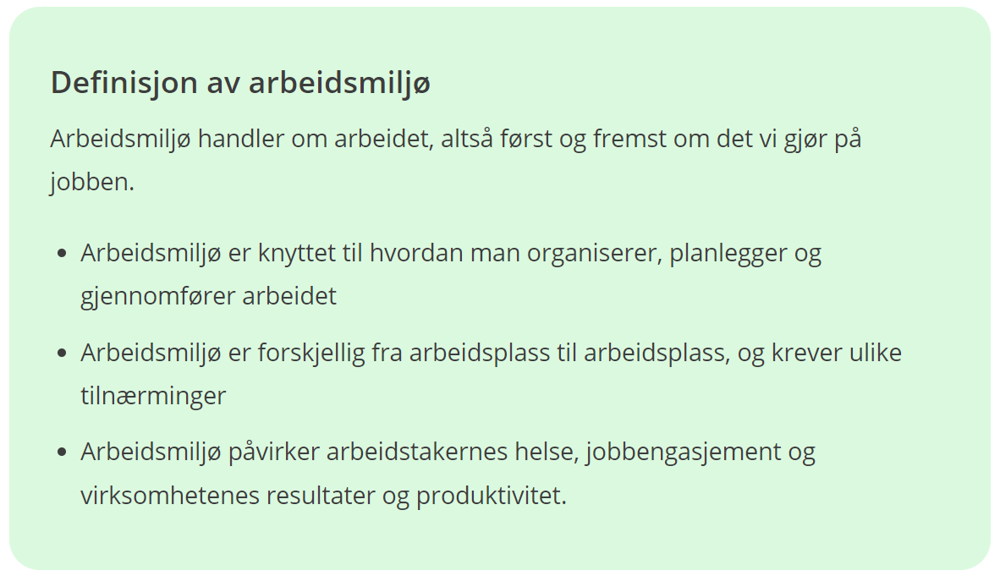 Definisjon av arbeidsmiljø
Arbeidsmiljø handler om arbeidet, altså først og fremst om det vi gjør på
jobben.
• Arbeidsmiljø er knyttet til hvordan man organiserer, planlegger og
gjennomfører arbeidet
• Arbeidsmiljø er forskjellig fra arbeidsplass til arbeidsplass, og krever ulike
tilnærminger
• Arbeidsmiljø påvirker arbeidstakernes helse, jobbengasjement og
virksomhetenes resultater og produktivitet.